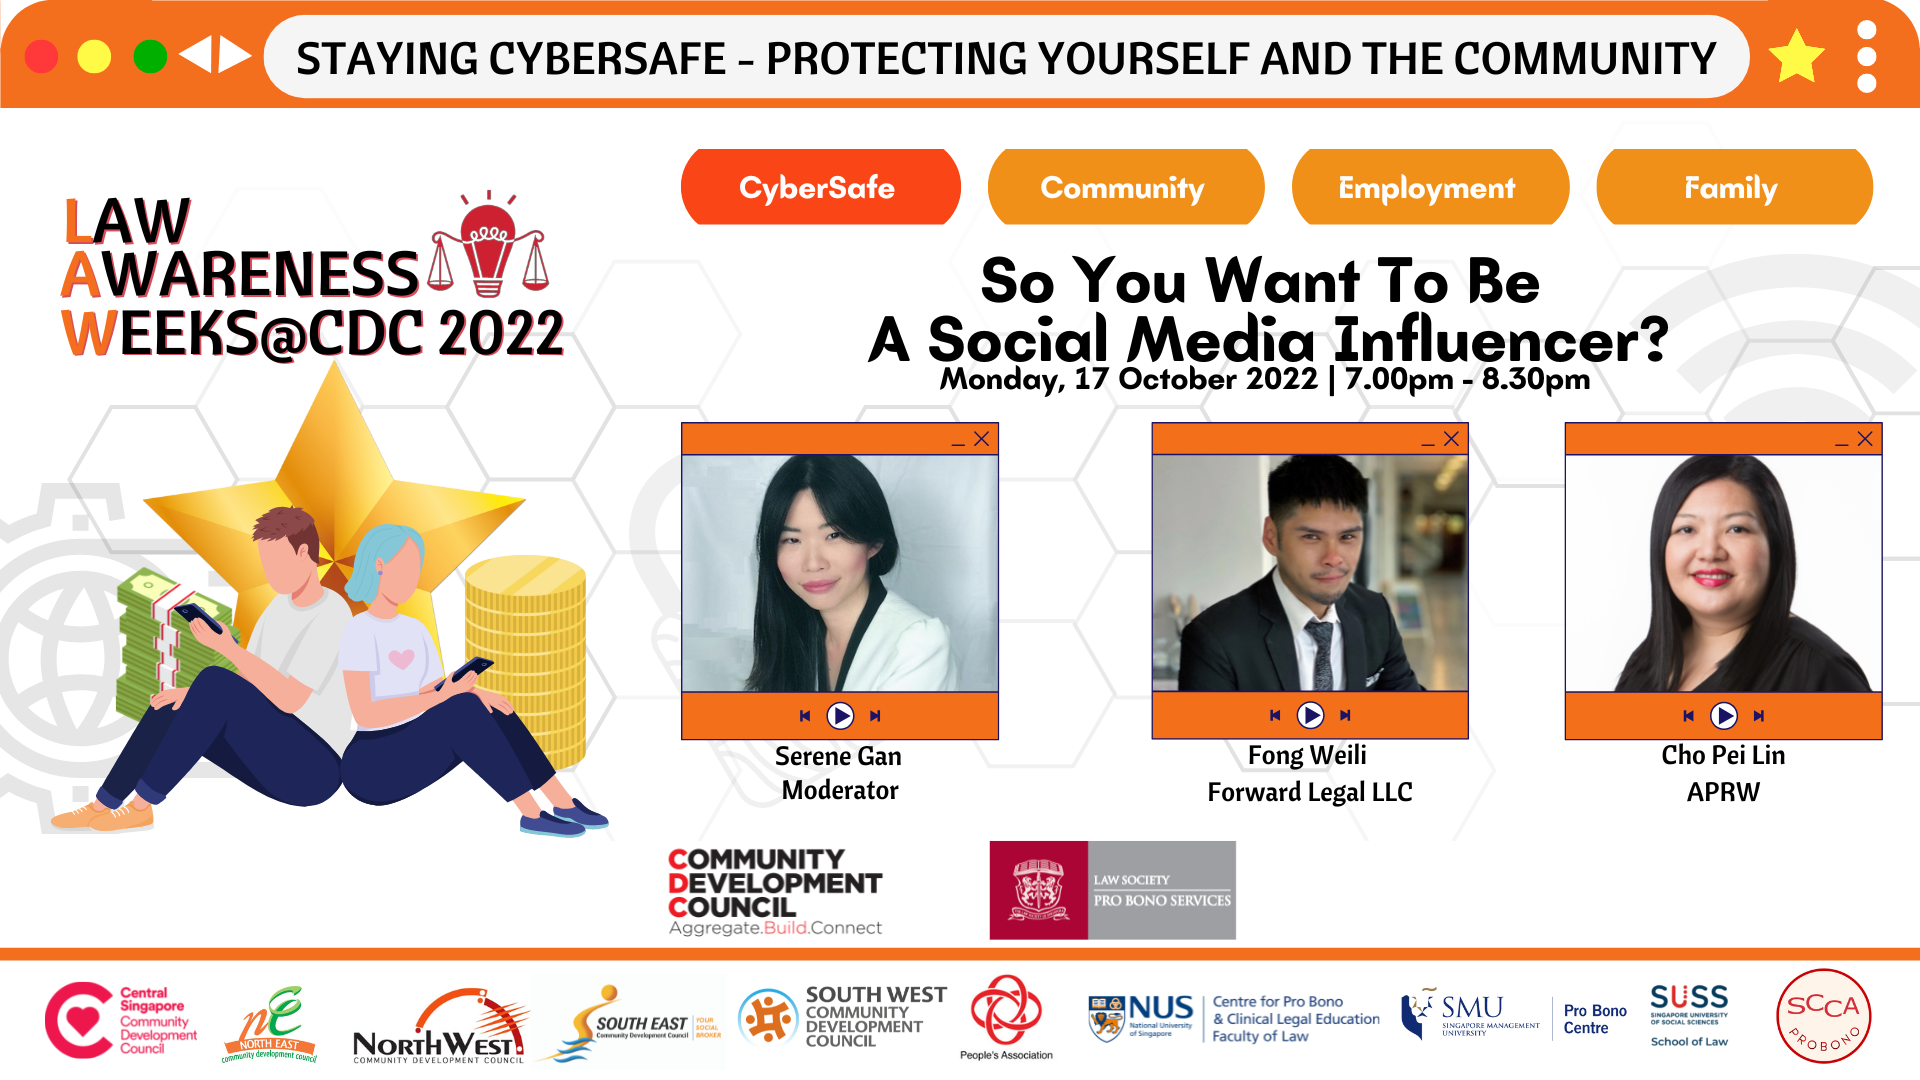 STAYING CYBERSAFE - PROTECTING YOURSELF AND THE COMMUNITY
CyberSafe
Community
Employment
Family
LAW
AWARENESS
WEEKS@CDC 2022
So You Want To Be
A Social Media Influencer?
Monday, 17 October 2022 | 7.00pm - 8.30pm
Serene Gan
Moderator
Fong Weili
Forward Legal LLC
Cho Pei Lin
APRW
COMMUNITY
DEVELOPMENT
COUNCIL
Aggregate.Build.Connect
LAW SOCIETY
PRO BONO SERVICES
Central
Singapore
Community
Development
Council
ne
NORTH EAST
community development council
NORTHWEST
COMMUNITY DEVELOPMENT COUNCIL
SOUTH EAST
Community Development Council
YOUR
SOCIAL
BROKER
SOUTH WEST
COMMUNITY
DEVELOPMENT
COUNCIL
People's Association
NUS
National University
of Singapore
Centre for Pro Bono
& Clinical Legal Education
Faculty of Law
SMU
SINGAPORE MANAGEMENT
UNIVERSITY
Pro Bono
Centre
SUSS
SINGAPORE UNIVERSITY
OF SOCIAL SCIENCES
School of Law
SCCA
PROBONO